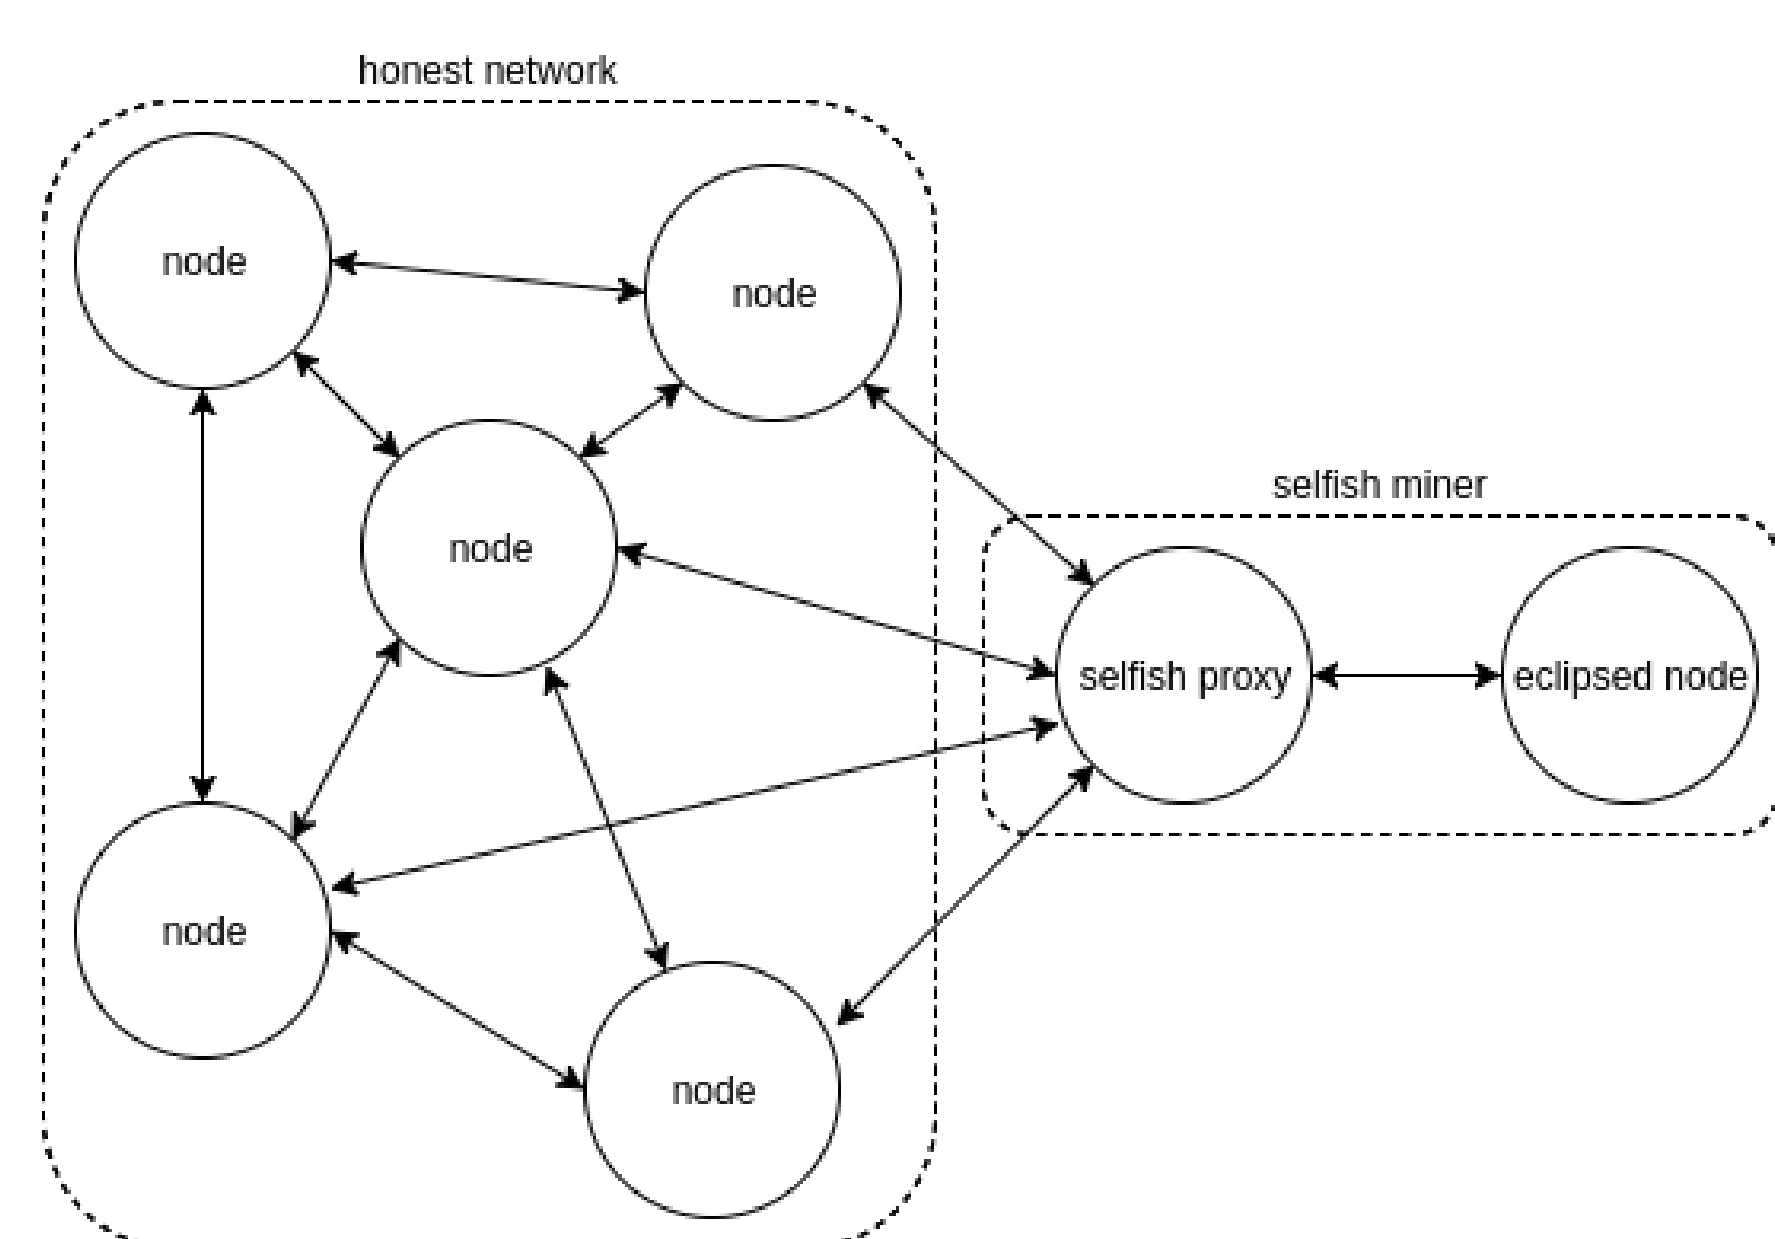 honest network
node
node
selfish miner
node
selfish proxy
eclipsed node
node
node